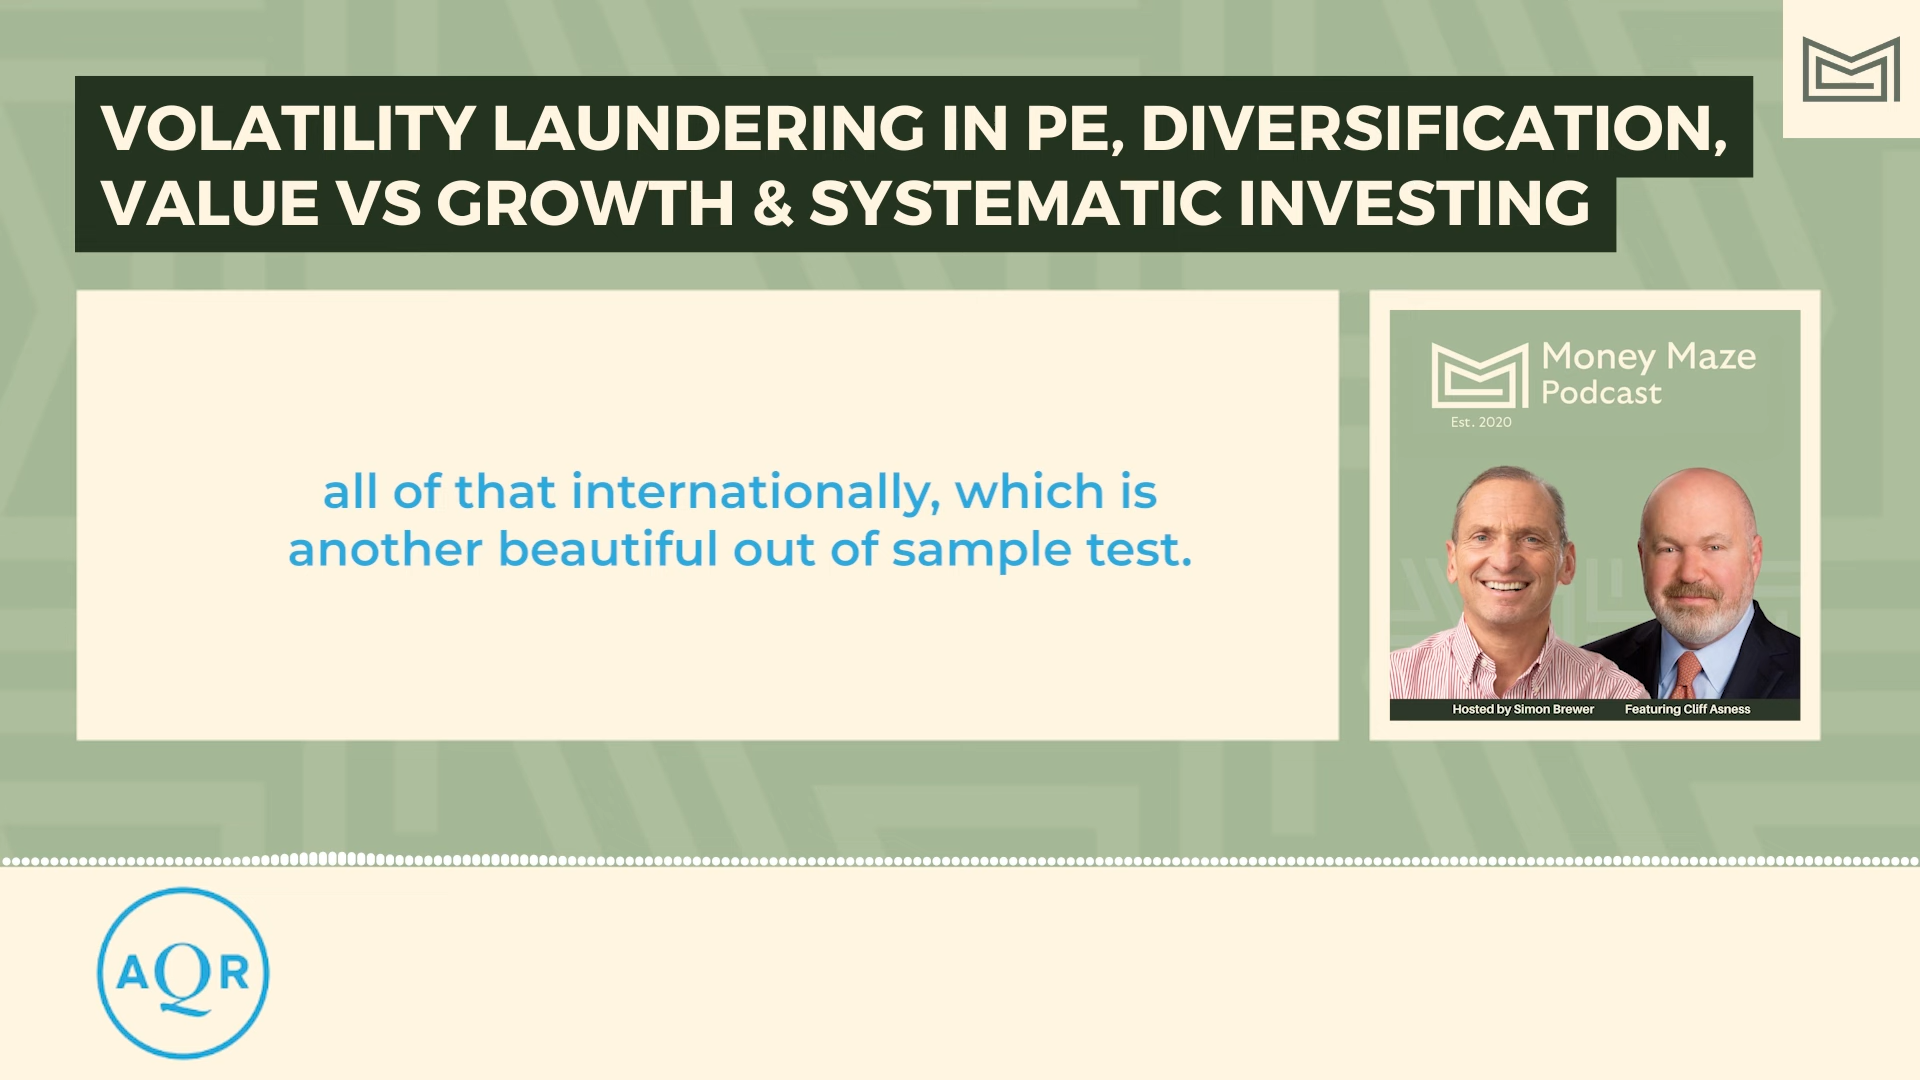 VOLATILITY LAUNDERING IN PE, DIVERSIFICATION,
VALUE VS GROWTH & SYSTEMATIC INVESTING
all of that internationally, which is
another beautiful out of sample test.
Money Maze
Podcast
Est. 2020
Hosted by Simon Brewer
Featuring Cliff Asness
AQR